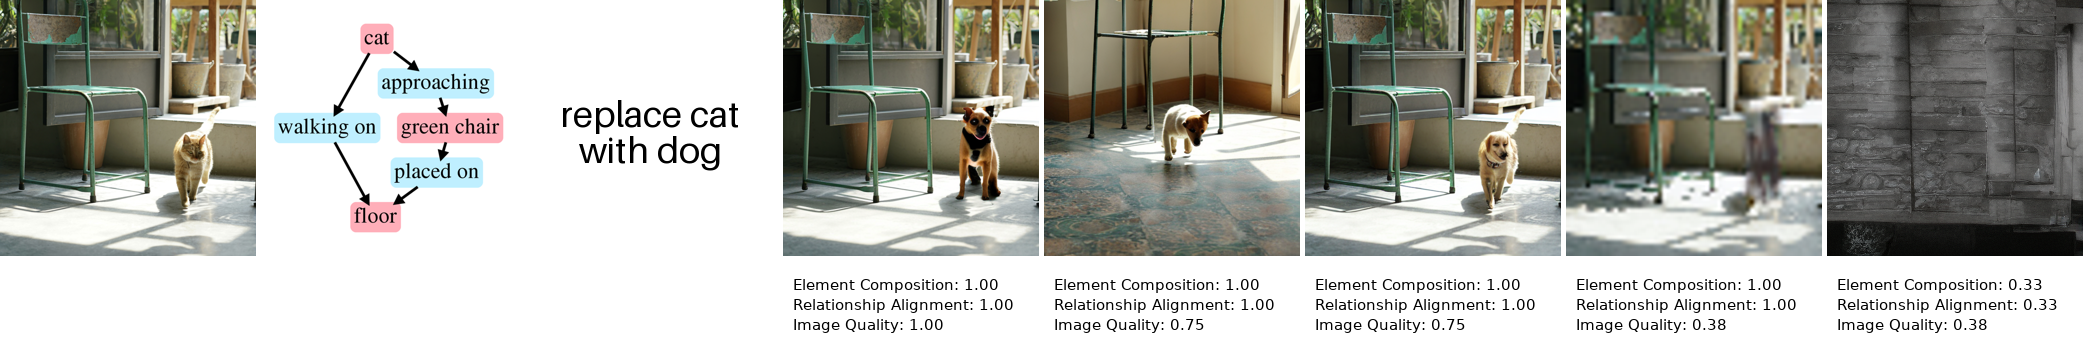 cat
approaching
walking on
green chair
placed on
floor
replace cat
with dog
Element Composition: 1.00
Relationship Alignment: 1.00
Image Quality: 1.00
Element Composition: 1.00
Relationship Alignment: 1.00
Image Quality: 0.75
Element Composition: 1.00
Relationship Alignment: 1.00
Image Quality: 0.75
Element Composition: 1.00
Relationship Alignment: 1.00
Image Quality: 0.38
Element Composition: 0.33
Relationship Alignment: 0.33
Image Quality: 0.38